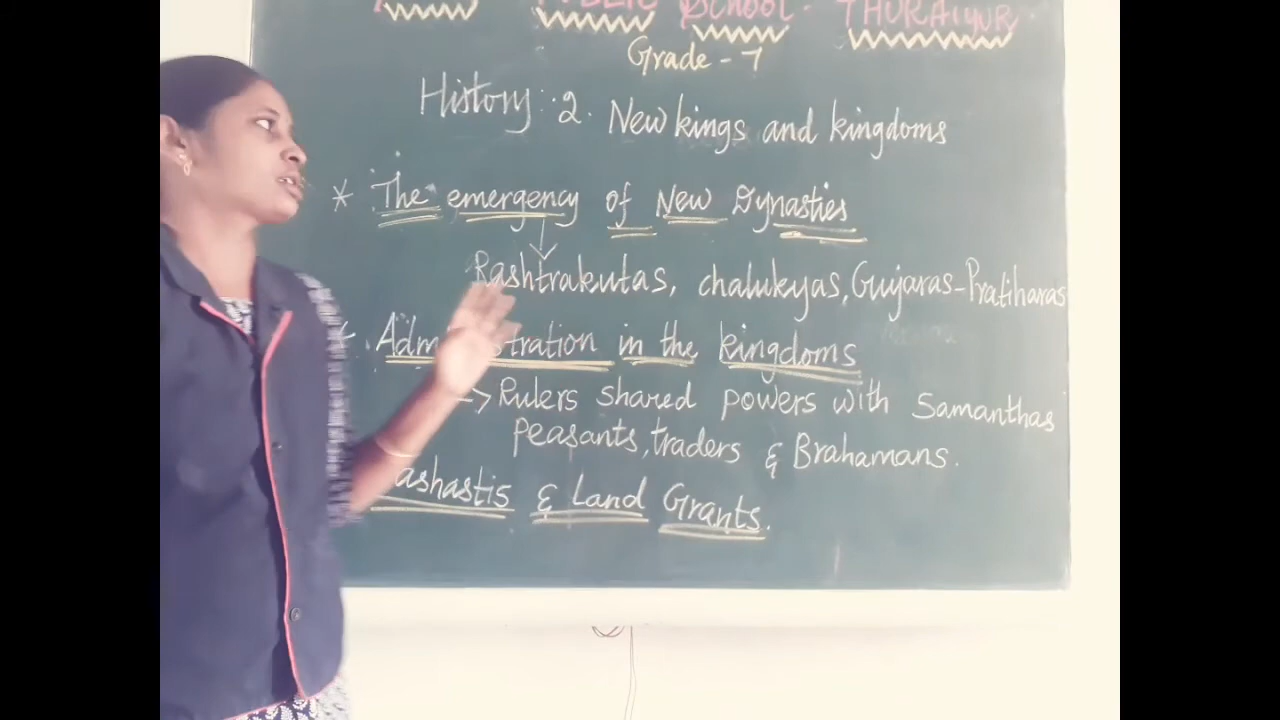 PUBLIC SCHOOL - THURAIYUR
Grade - 7
History : 2. New kings and kingdoms
* The emergency of New Dynasties
Rashtrakutas, chalukyas, Gujaras-Pratiharas
Administration in the kingdoms
-> Rulers shared powers with Samanthas
peasants, traders & Brahamans.
ashastis & Land Grants.